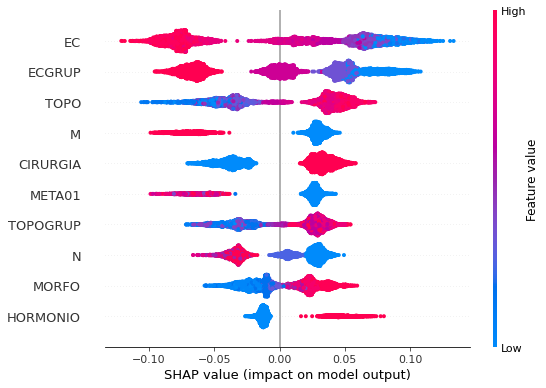 High
EC
ECGRUP
TOPO
M
CIRURGIA
META01
TOPOGRUP
N
MORFO
HORMONIO
Feature value
Low
−0.10 −0.05 0.00 0.05 0.10
SHAP value (impact on model output)